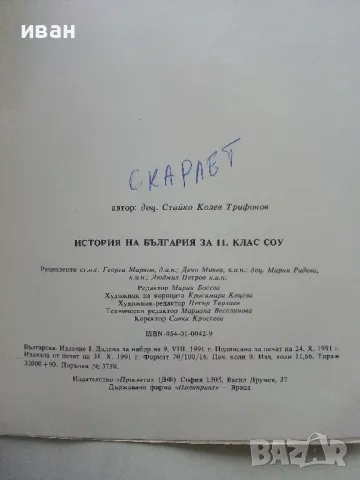 иван
СКАРЛЕТ
автор: доц. Стайко Колев Трифонов
ИСТОРИЯ НА БЪЛГАРИЯ ЗА 11. КЛАС СОУ
Рецензенти ст.н.с. Георги Марков, д.и.н.; Дечо Минев, к.и.н.; доц. Мария Радева,
к.и.н.; Людмил Петров к.и.н.
Редактор Мария Босева
Художник на корицата Красимира Коцева
Художник-редактор Петър Терзиев
Технически редактор Мариана Веселинова
Коректор Савка Кръстева
ISBN-954-01-0042-9
Българска. Издание I. Дадена за набор на 9. VIII. 1991 г. Подписана за печат на 24. X. 1991 г.
Излязла от печат на 31. X. 1991 г. Формат 70/100/16. Печ. коли 9. Изд. коли 11,66. Тираж
32000+90. Поръчка № 3759.
Издателство «Просвета» (ДФ) София 1505, Васил Друмев, 37
Държавна фирма «Полипринт» — Враца
bazar